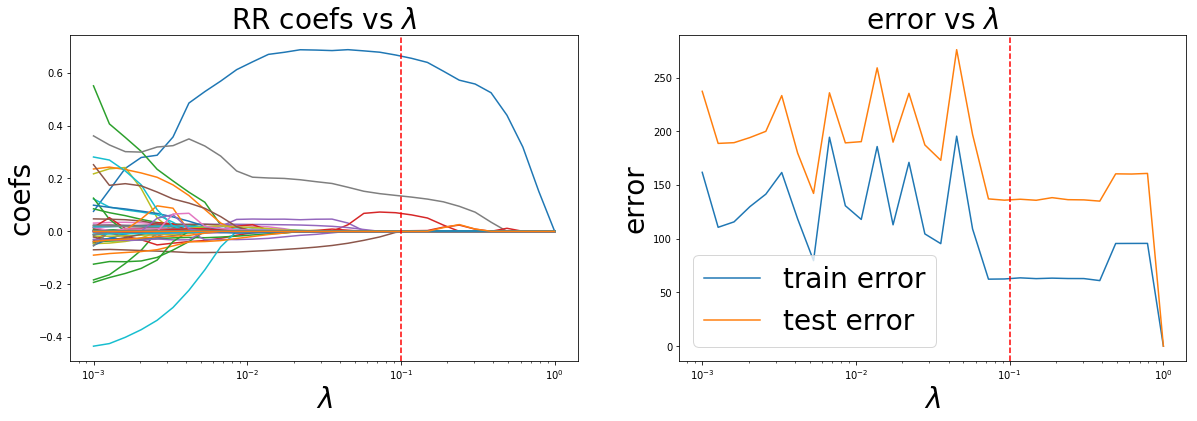 RR coefs vs λ
coefs
0.6
0.4
0.2
0.0
−0.2
−0.4
10⁻³
10⁻²
10⁻¹
10⁰
λ
error vs λ
error
250
200
150
100
50
0
train error
test error
10⁻³
10⁻²
10⁻¹
10⁰
λ